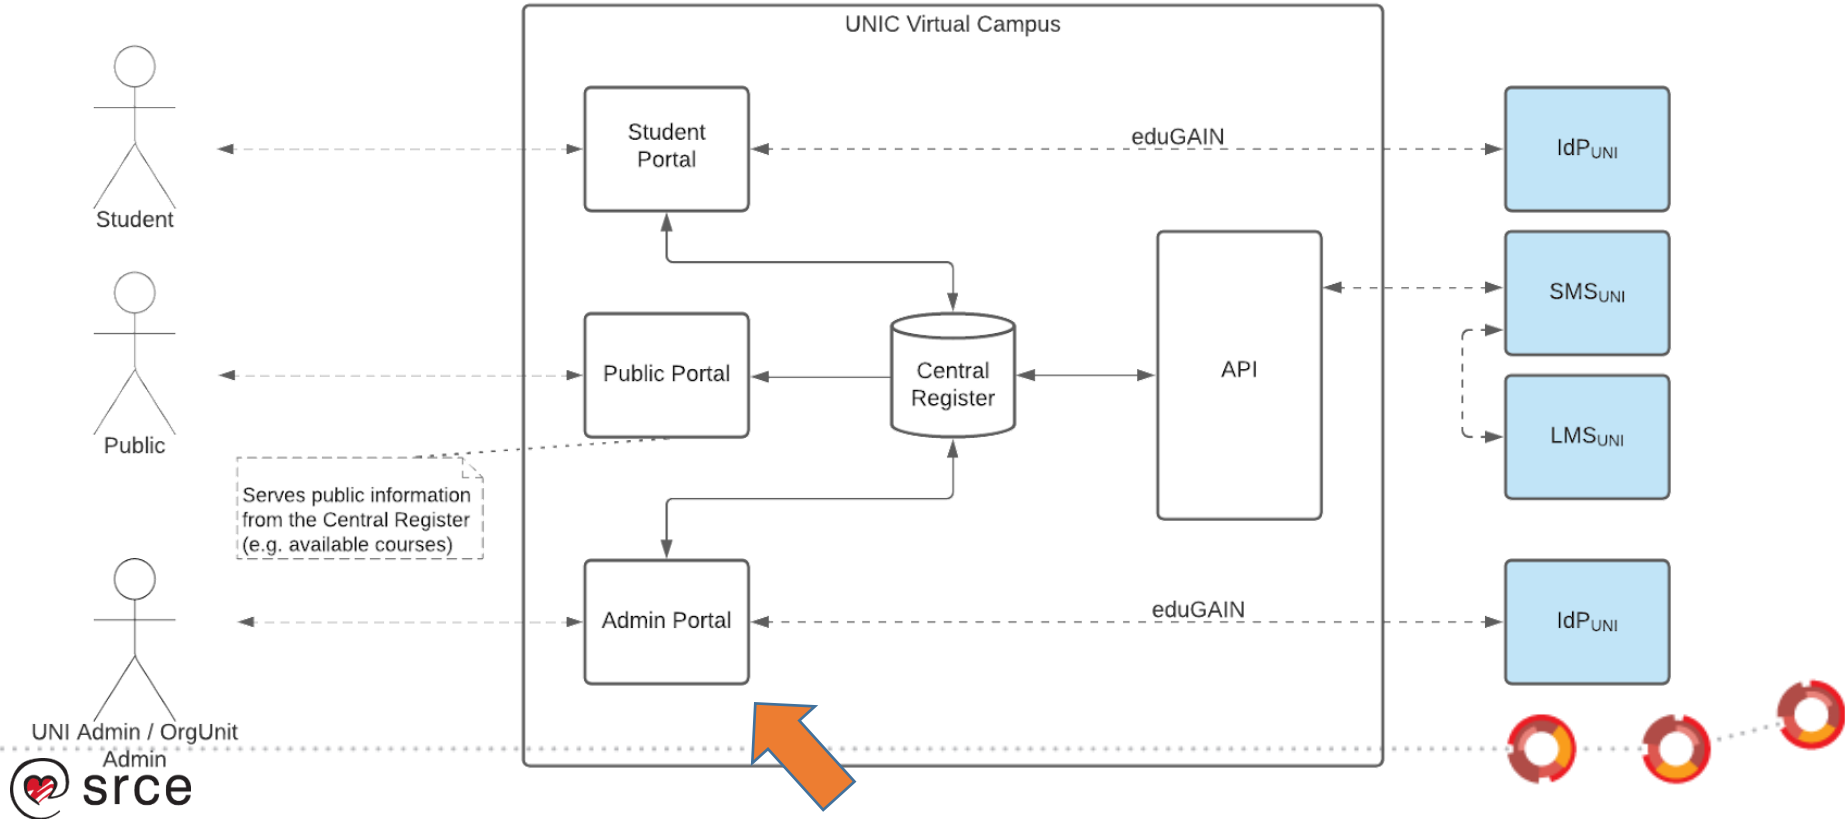 UNIC Virtual Campus
Student
Portal
eduGAIN
IdPUNI
Student
SMSUNI
Public Portal
Central
Register
API
Public
LMSUNI
Serves public information
from the Central Register
(e.g. available courses)
Admin Portal
eduGAIN
IdPUNI
UNI Admin / OrgUnit
Admin
srce